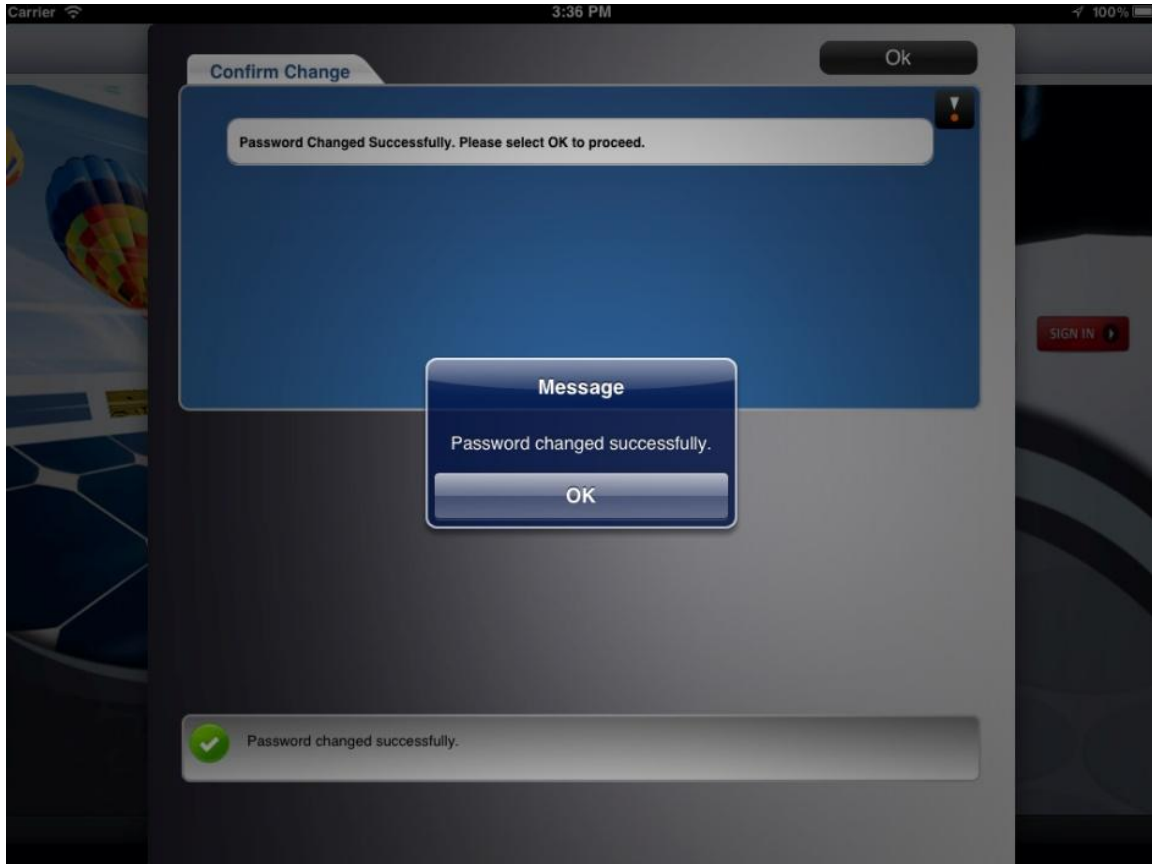 Carrier 3:36 PM 100%
Ok
Confirm Change
Password Changed Successfully. Please select OK to proceed.
SIGN IN
Message
Password changed successfully.
OK
Password changed successfully.